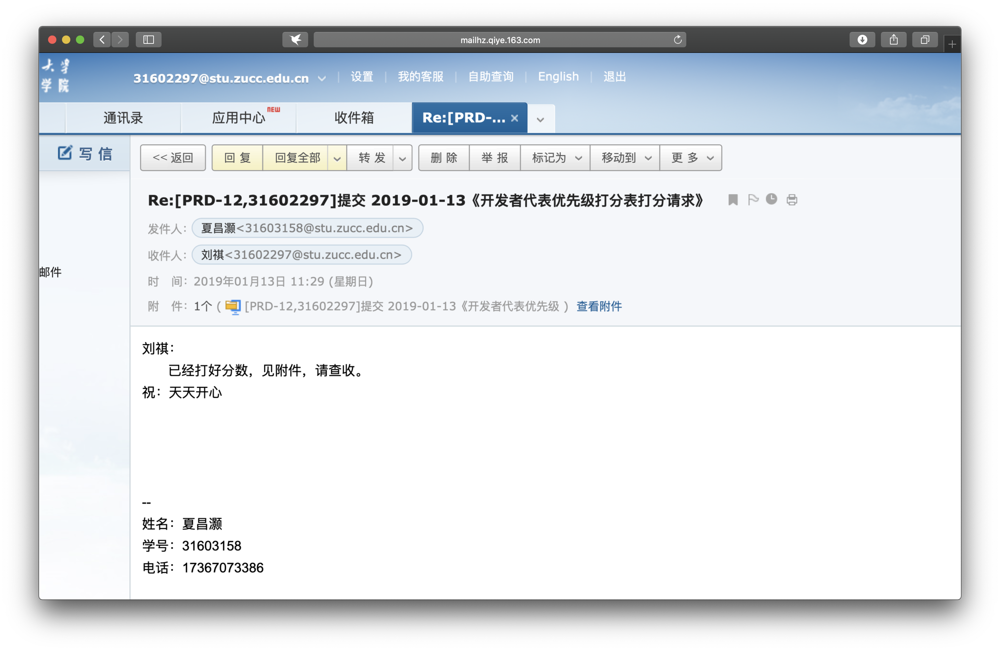 mailhz.qiye.163.com
大学
学院
31602297@stu.zucc.edu.cn | 设置 | 我的客服 | 自助查询 | English | 退出
通讯录 应用中心 NEW 收件箱 Re:[PRD-...
写 信
<< 返回 回 复 回复全部 转 发 删 除 举 报 标记为 移动到 更 多
Re:[PRD-12,31602297]提交 2019-01-13《开发者代表优先级打分表打分请求》
发件人： 夏昌灏<31603158@stu.zucc.edu.cn>
收件人： 刘祺<31602297@stu.zucc.edu.cn>
邮件
时 间： 2019年01月13日 11:29 (星期日)
附 件： 1个 ( [PRD-12,31602297]提交 2019-01-13《开发者代表优先级 ) 查看附件
刘祺：
已经打好分数，见附件，请查收。
祝：天天开心
--
姓名：夏昌灏
学号：31603158
电话：17367073386